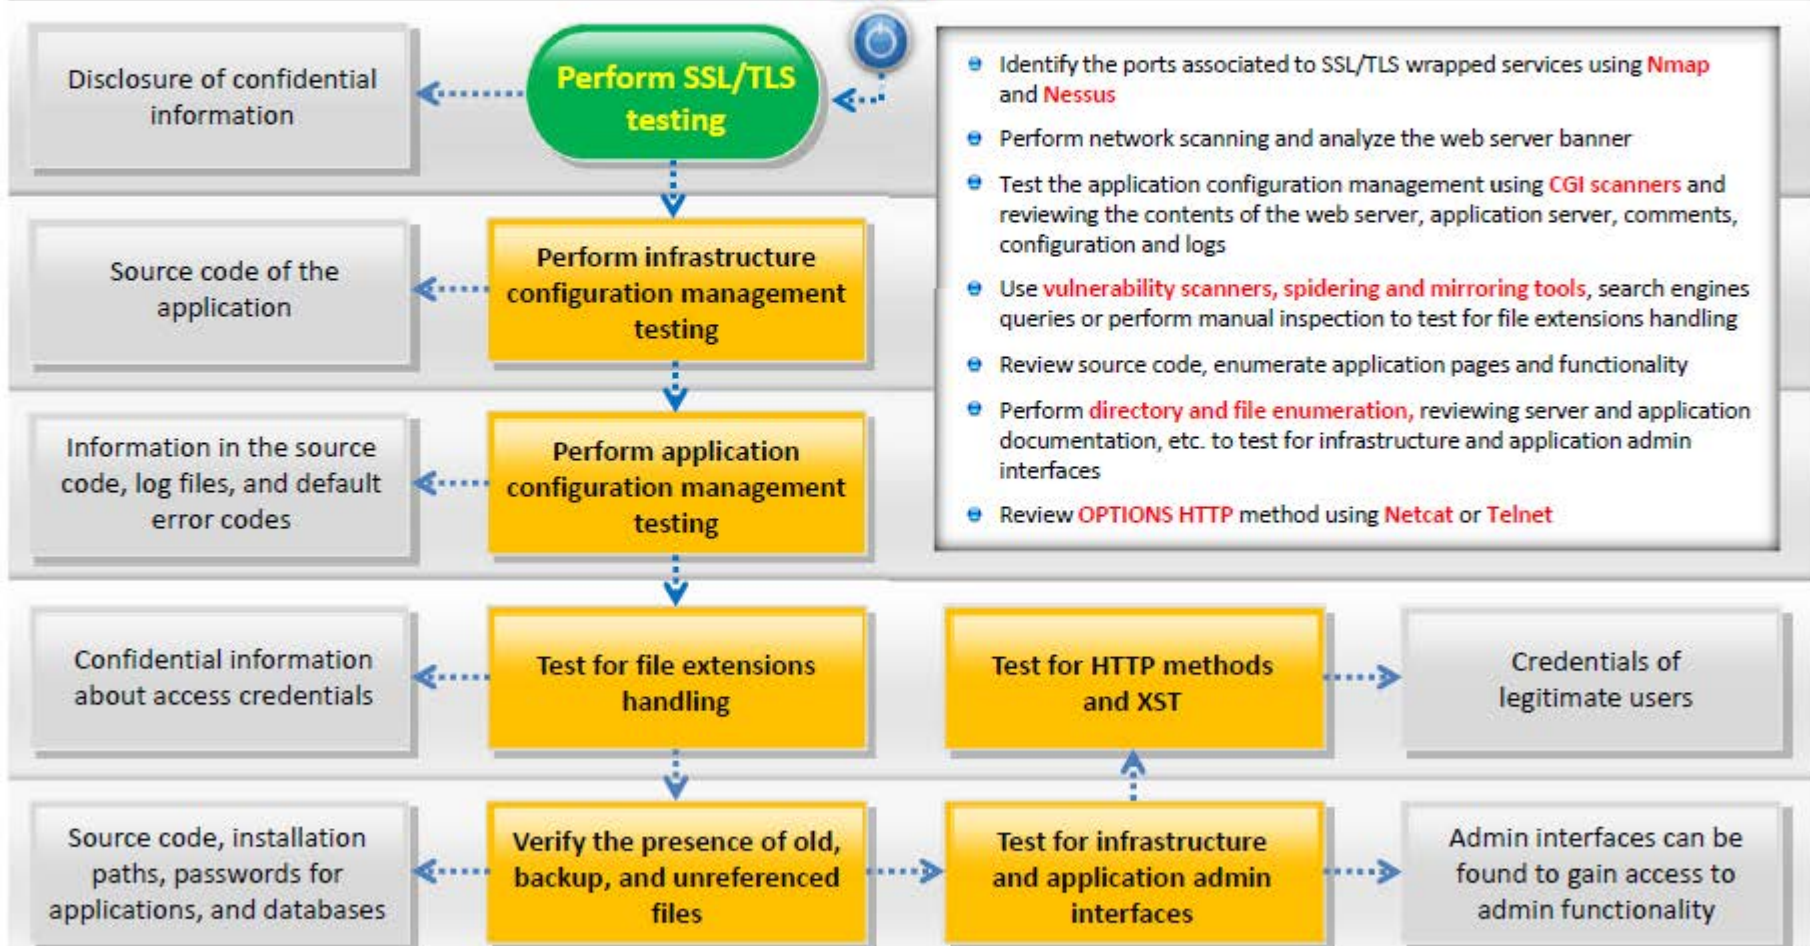 Disclosure of confidential
information
Perform SSL/TLS
testing
Identify the ports associated to SSL/TLS wrapped services using Nmap
and Nessus
Perform network scanning and analyze the web server banner
Test the application configuration management using CGI scanners and
reviewing the contents of the web server, application server, comments,
configuration and logs
Use vulnerability scanners, spidering and mirroring tools, search engines
queries or perform manual inspection to test for file extensions handling
Review source code, enumerate application pages and functionality
Perform directory and file enumeration, reviewing server and application
documentation, etc. to test for infrastructure and application admin
interfaces
Review OPTIONS HTTP method using Netcat or Telnet
Source code of the
application
Perform infrastructure
configuration management
testing
Information in the source
code, log files, and default
error codes
Perform application
configuration management
testing
Confidential information
about access credentials
Test for file extensions
handling
Test for HTTP methods
and XST
Credentials of
legitimate users
Source code, installation
paths, passwords for
applications, and databases
Verify the presence of old,
backup, and unreferenced
files
Test for infrastructure
and application admin
interfaces
Admin interfaces can be
found to gain access to
admin functionality